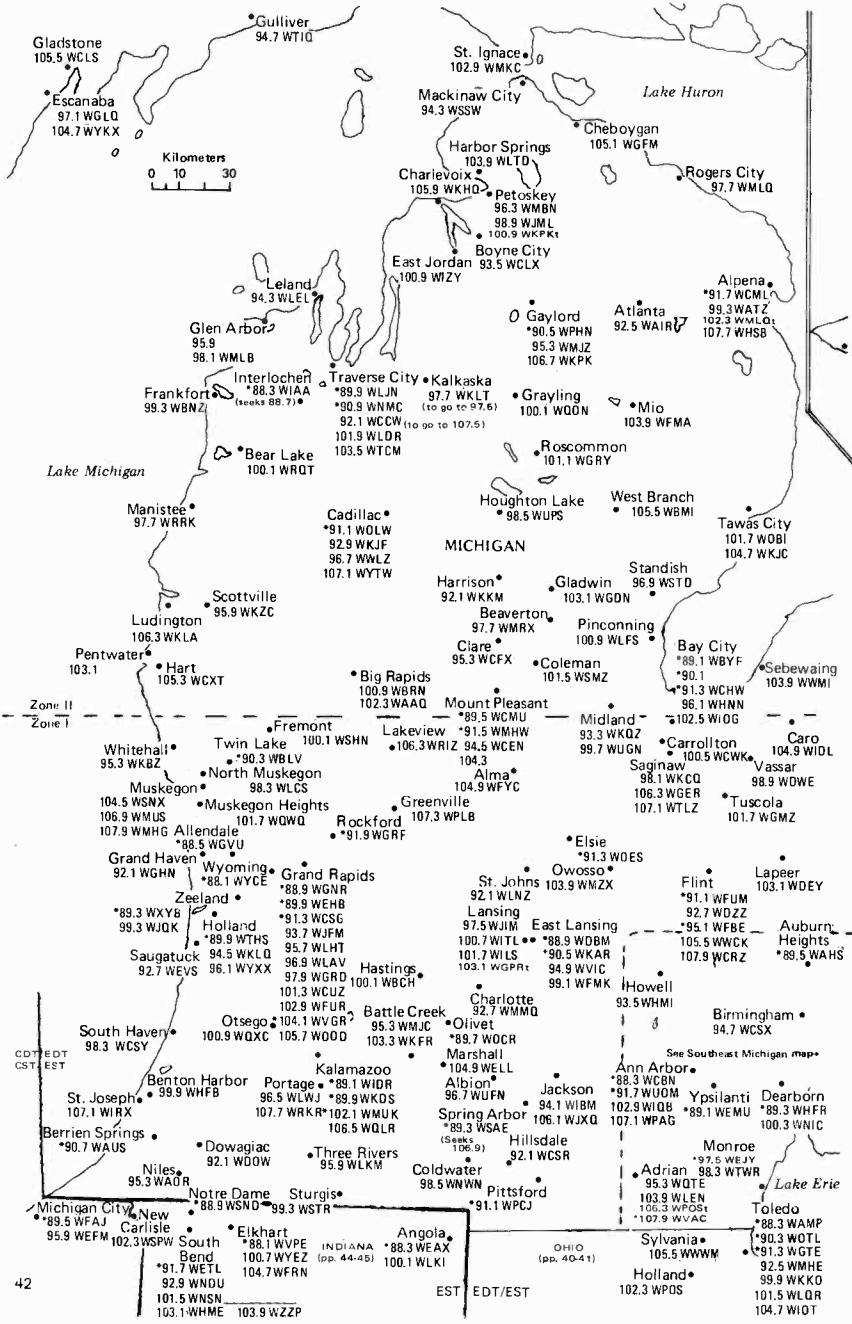 Gulliver
94.7 WTIQ
Gladstone
105.5 WCLS
Escanaba
97.1 WGLQ
104.7 WYKX
St. Ignace
102.9 WMKC
Mackinaw City
94.3 WSSW
Lake Huron
Cheboygan
105.1 WGFM
Kilometers
0 10 30
Harbor Springs
103.9 WLTD
Charlevoix
105.9 WKHQ
Petoskey
96.3 WMBN
98.9 WJML
100.9 WKPKt
Rogers City
97.7 WMLQ
Boyne City
93.5 WCLX
East Jordan
100.9 WIZY
Leland
94.3 WLEL
Alpena
*91.7 WCML
99.3 WATZ
102.3 WMLQt
107.7 WHSB
Glen Arbor
95.9
98.1 WMLB
Gaylord
*90.5 WPHN
95.3 WMJZ
106.7 WKPK
Atlanta
92.5 WAIR
Frankfort
99.3 WBNZ
Interlochen
*88.3 WIAA
(seeks 88.7)
Traverse City
*89.9 WLJN
*90.9 WNMC
92.1 WCCW (to go to 107.5)
101.9 WLDR
103.5 WTCM
Kalkaska
97.7 WKLT
(to go to 97.5)
Grayling
100.1 WQON
Mio
103.9 WFMA
Bear Lake
100.1 WRQT
Roscommon
101.1 WGRY
Lake Michigan
Manistee
97.7 WRRK
Cadillac
*91.1 WOLW
92.9 WKJF
96.7 WWLZ
107.1 WYTW
Houghton Lake
98.5 WUPS
West Branch
105.5 WBMI
Tawas City
101.7 WOBI
104.7 WKJC
MICHIGAN
Harrison
92.1 WKKM
Gladwin
103.1 WGDN
Standish
96.9 WSTD
Scottville
95.9 WKZC
Ludington
106.3 WKLA
Beaverton
97.7 WMRX
Pinconning
100.9 WLFS
Pentwater
103.1
Hart
105.3 WCXT
Clare
95.3 WCFX
Coleman
101.5 WSMZ
Bay City
*89.1 WBYF
*90.1
*91.3 WCHW
96.1 WHNN
102.5 WIOG
Sebewaing
103.9 WWMI
Big Rapids
100.9 WBRN
102.3 WAAQ
Mount Pleasant
*89.5 WCMU
*91.5 WMHW
94.5 WCEN
104.3
Zone II
Zone I
Midland
93.3 WKQZ
99.7 WUGN
Caro
104.9 WIDL
Fremont
100.1 WSHN
Lakeview
106.3 WRIZ
Whitehall
95.3 WKBZ
Twin Lake
*90.3 WBLV
Carrollton
100.5 WCWK
Saginaw
98.1 WKCQ
106.3 WGER
107.1 WTLZ
Vassar
98.9 WOWE
North Muskegon
98.3 WLCS
Muskegon
104.5 WSNX
106.9 WMUS
107.9 WMHG
Alma
104.9 WFYC
Muskegon Heights
101.7 WQWQ
Greenville
107.3 WPLB
Tuscola
101.7 WGMZ
Rockford
*91.9 WGRF
Allendale
*88.5 WGVU
Elsie
*91.3 WOES
Grand Haven
92.1 WGHN
Wyoming
*88.1 WYCE
Grand Rapids
*88.9 WGNR
*89.9 WEHB
*91.3 WCSG
93.7 WJFM
95.7 WLHT
96.9 WLAV
97.9 WGRD
101.3 WCUZ
102.9 WFUR
*104.1 WVGR
105.7 WOOD
St. Johns
92.1 WLNZ
Owosso
103.9 WMZX
Flint
*91.1 WFUM
92.7 WDZZ
*95.1 WFBE
105.5 WWCK
107.9 WCRZ
Lapeer
103.1 WDEY
Zeeland
*89.3 WXYB
99.3 WJQK
Holland
*89.9 WTHS
94.5 WKLQ
96.1 WYXX
Lansing
97.5 WJIM
100.7 WITL
101.7 WILS
103.1 WGPRt
East Lansing
*88.9 WDBM
*90.5 WKAR
94.9 WVIC
99.1 WFMK
Auburn
Heights
*89.5 WAHS
Saugatuck
92.7 WEVS
Hastings
100.1 WBCH
Howell
93.5 WHMI
Charlotte
92.7 WMMQ
Otsego
100.9 WQXC
Battle Creek
95.3 WMJC
103.3 WKFR
Olivet
*89.7 WOCR
Birmingham
94.7 WCSX
South Haven
98.3 WCSY
CDT/EDT
CST/EST
See Southeast Michigan map
Marshall
104.9 WELL
Ann Arbor
*88.3 WCBN
*91.7 WUOM
102.9 WIQB
107.1 WPAG
Kalamazoo
*89.1 WIDR
*89.9 WKDS
*102.1 WMUK
106.5 WQLR
Benton Harbor
99.9 WHFB
Portage
96.5 WLWJ
107.7 WRKR
Albion
96.7 WUFN
Jackson
94.1 WIBM
106.1 WJXQ
Ypsilanti
*89.1 WEMU
Dearborn
*89.3 WHFR
100.3 WNIC
St. Joseph
107.1 WIRX
Spring Arbor
*89.3 WSAE
(Seeks
106.9)
Berrien Springs
*90.7 WAUS
Dowagiac
92.1 WDOW
Three Rivers
95.9 WLKM
Hillsdale
92.1 WCSR
Monroe
*97.5 WEJY
98.3 WTWR
Niles
95.3 WAOR
Coldwater
98.5 WNWN
Adrian
95.3 WQTE
103.9 WLEN
106.3 WPOSt
*107.9 WVAC
Lake Erie
Notre Dame
*88.9 WSND
Sturgis
99.3 WSTR
Pittsford
*91.1 WPCJ
Michigan City
*89.5 WFAJ
95.9 WEFM
New
Carlisle
102.3 WSPW
South
Bend
*91.7 WETL
92.9 WNDU
101.5 WNSN
103.1 WHME
Elkhart
*88.1 WVPE
100.7 WYEZ
104.7 WFRN
103.9 WZZP
INDIANA
(pp. 44-45)
Angola
*88.3 WEAX
100.1 WLKI
OHIO
(pp. 40-41)
Sylvania
105.5 WWWM
Toledo
*88.3 WAMP
*90.3 WOTL
*91.3 WGTE
92.5 WMHE
99.9 WKKO
101.5 WLQR
104.7 WIOT
Holland
102.3 WPOS
EST EDT/EST
42